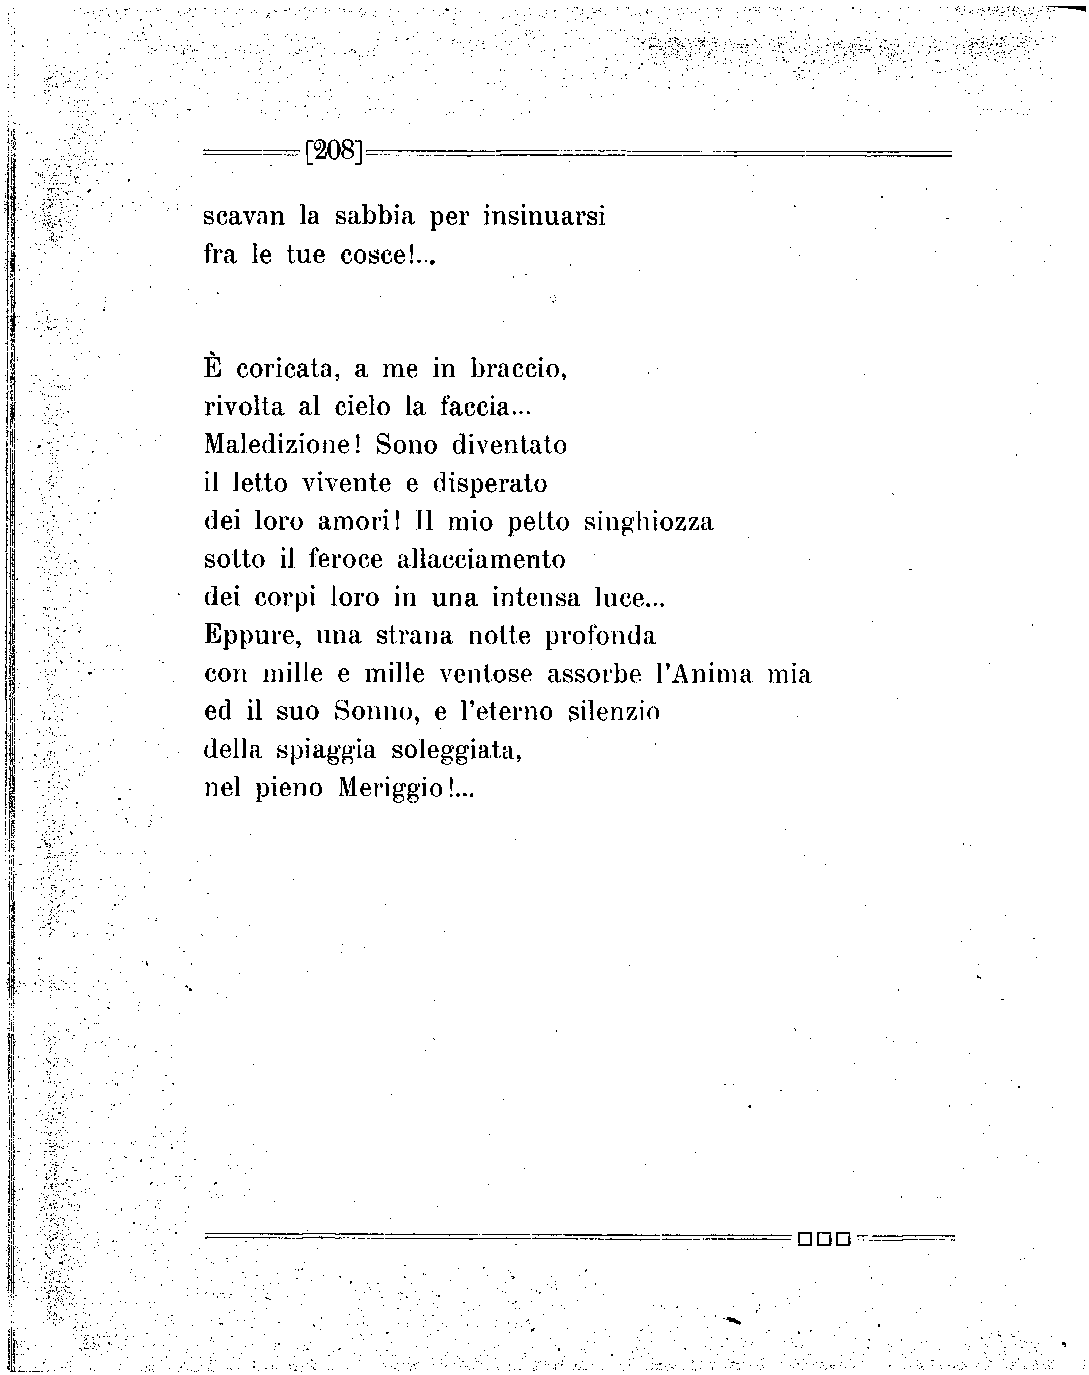 [208]
scavan la sabbia per insinuarsi
fra le tue cosce!...
È coricata, a me in braccio,
rivolta al cielo la faccia...
Maledizione! Sono diventato
il letto vivente e disperato
dei loro amori! Il mio petto singhiozza
sotto il feroce allacciamento
dei corpi loro in una intensa luce...
Eppure, una strana notte profonda
con mille e mille ventose assorbe l'Anima mia
ed il suo Sonno, e l'eterno silenzio
della spiaggia soleggiata,
nel pieno Meriggio!...